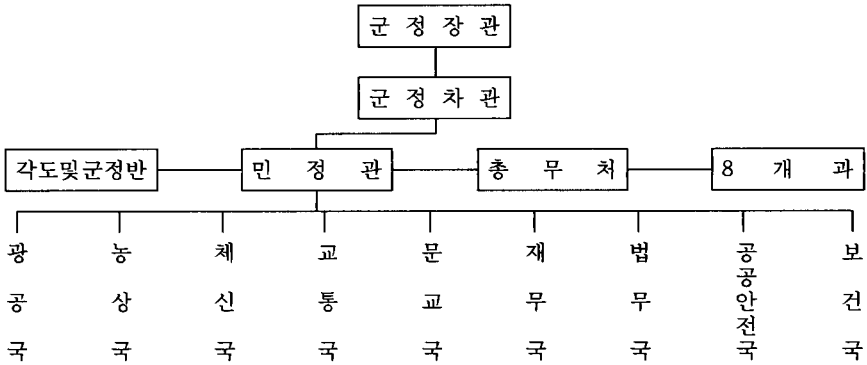 군 정 장 관
군 정 차 관
각도및군정반
민 정 관
총 무 처
8 개 과
광공국
농상국
체신국
교통국
문교국
재무국
법무국
공공안전국
보건국